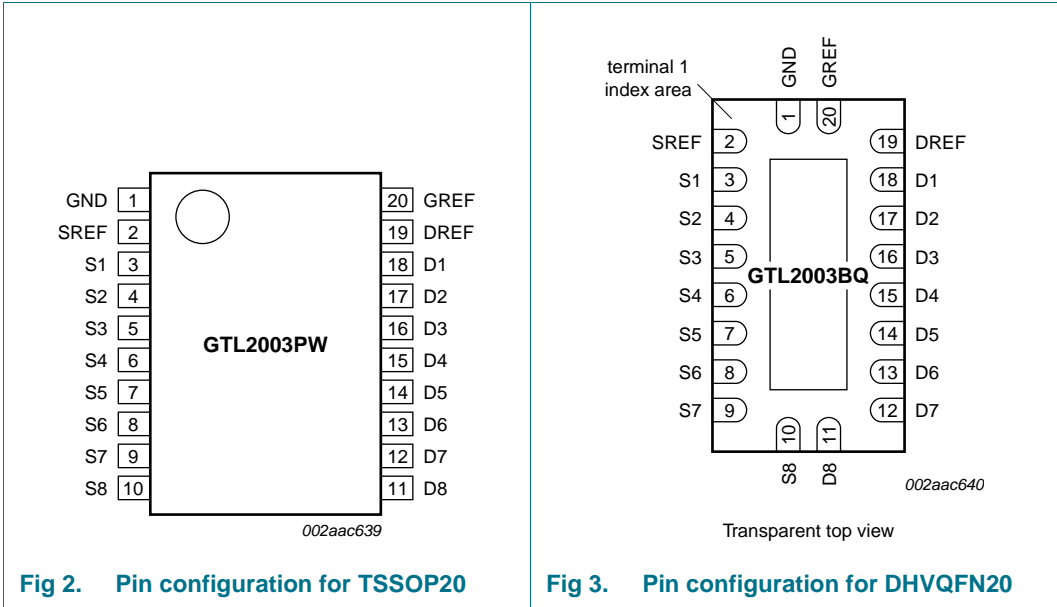 GND 1 20 GREF
SREF 2 19 DREF
S1 3 18 D1
S2 4 17 D2
S3 5 16 D3
S4 6 15 D4
S5 7 14 D5
S6 8 13 D6
S7 9 12 D7
S8 10 11 D8
GTL2003PW
002aac639
Fig 2. Pin configuration for TSSOP20
terminal 1
index area
GND GREF
1 20
SREF 2 19 DREF
S1 3 18 D1
S2 4 17 D2
S3 5 16 D3
GTL2003BQ
S4 6 15 D4
S5 7 14 D5
S6 8 13 D6
S7 9 12 D7
10 11
S8 D8
002aac640
Transparent top view
Fig 3. Pin configuration for DHVQFN20